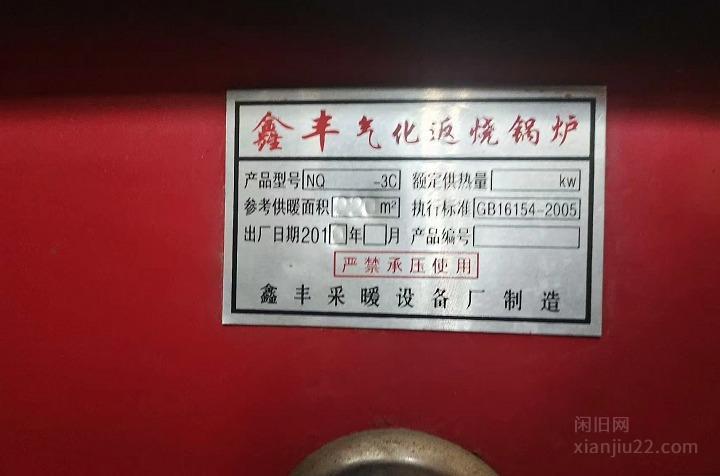 鑫丰气化返烧锅炉
产品型号 NQ -3C 额定供热量 kw
参考供暖面积 m² 执行标准 GB16154-2005
出厂日期 201 年 月 产品编号
严禁承压使用
鑫丰采暖设备厂制造
闲旧网
xianjiu22.com